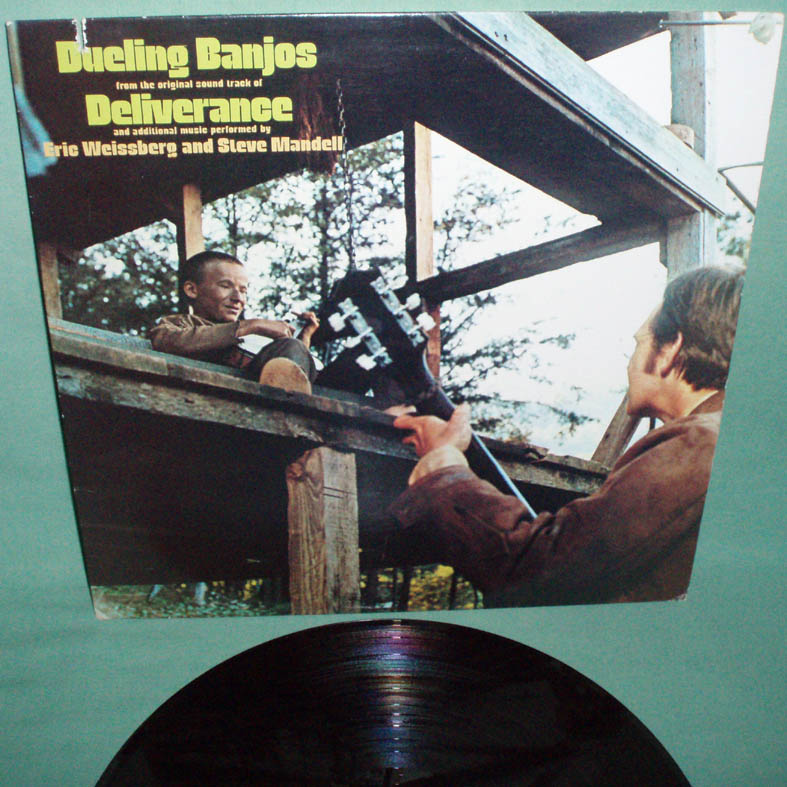 Dueling Banjos
from the original sound track of
Deliverance
and additional music performed by
Eric Weissberg and Steve Mandell